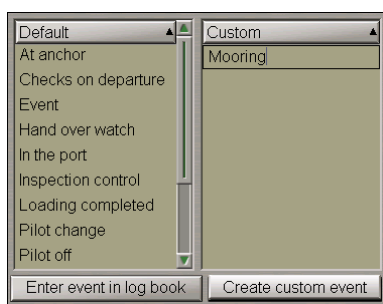 Default
At anchor
Checks on departure
Event
Hand over watch
In the port
Inspection control
Loading completed
Pilot change
Pilot off
Custom
Mooring
Enter event in log book
Create custom event